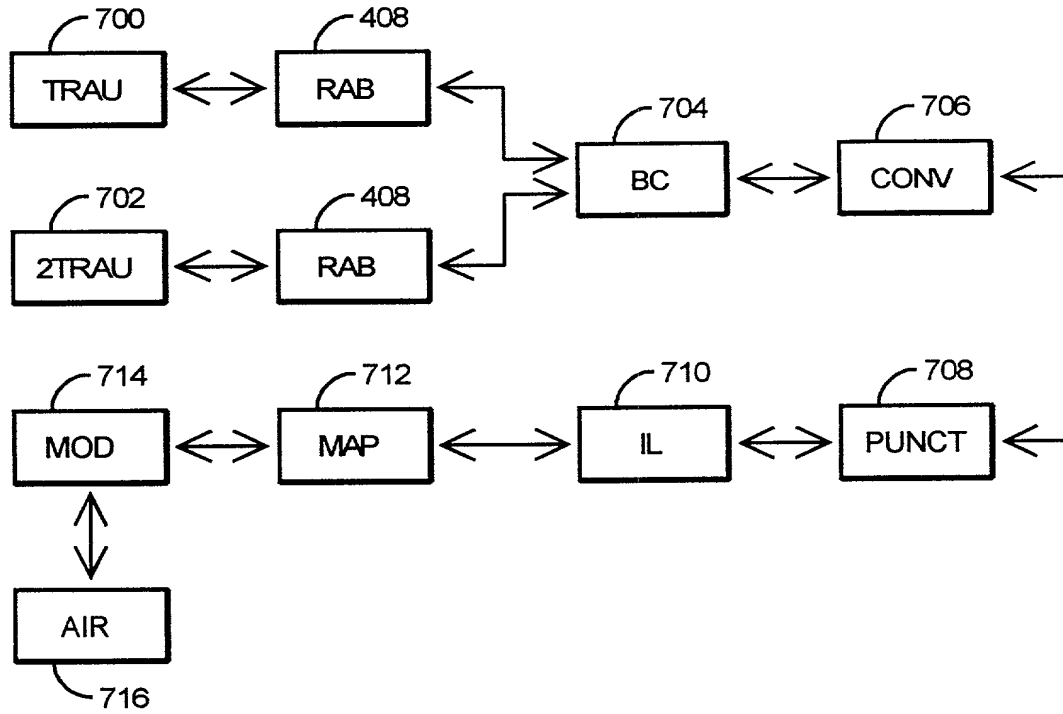 700
408
TRAU
RAB
704
706
BC
CONV
702
408
2TRAU
RAB
714
712
710
708
MOD
MAP
IL
PUNCT
AIR
716